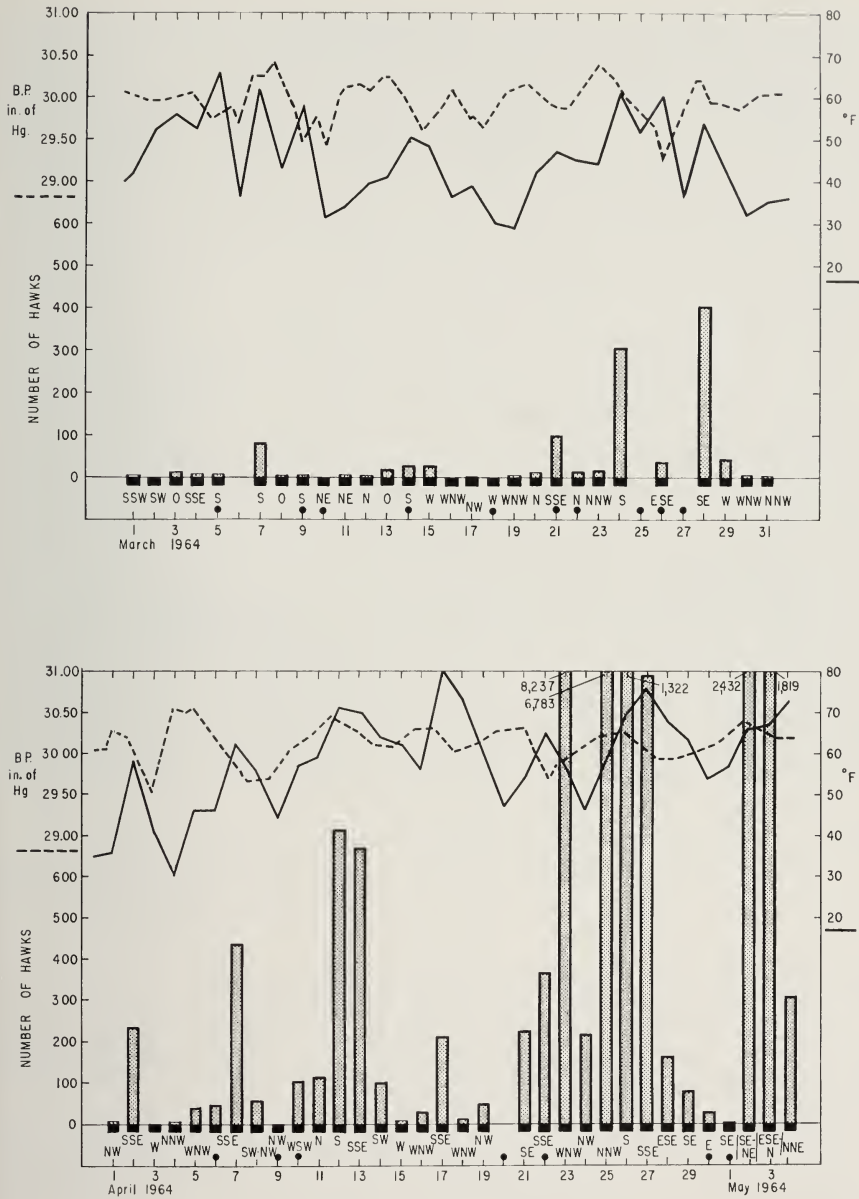 31.00
30.50
30.00
29.50
29.00
B.P.
in. of
Hg.
600
500
400
300
200
100
0
NUMBER OF HAWKS
80
70
60
50
40
30
20
°F
SSW SW O SSE S S O S NE NE N O S W WNW NW W WNW N SSE N NNW S ESE SE W WNW N NNW
1 3 5 7 9 11 13 15 17 19 21 23 25 27 29 31
March 1964
31.00
30.50
30.00
29.50
29.00
B.P.
in. of
Hg
600
500
400
300
200
100
0
NUMBER OF HAWKS
80
70
60
50
40
30
20
°F
8,237
6,783
1,322
2432
1,819
NW SSE W NNW WNW SSE SW-NW NW WSW N S SSE SW W WNW SSE WNW NW SE SSE WNW NW NNW S SSE ESE SE E SE SE-NE ESE-N NNE
1 3 5 7 9 11 13 15 17 19 21 23 25 27 29 1 3
April 1964 May 1964